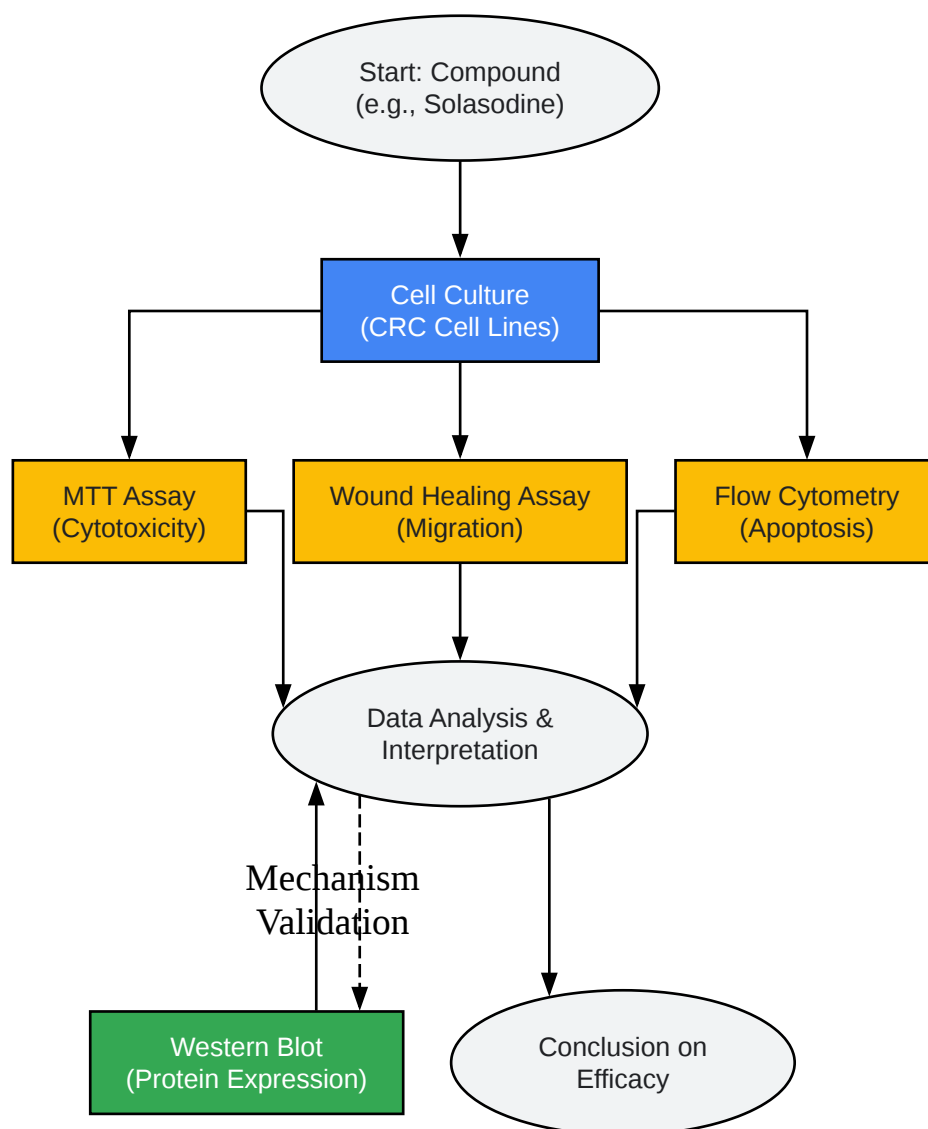 Start: Compound
(e.g., Solasodine)
Cell Culture
(CRC Cell Lines)
MTT Assay
(Cytotoxicity)
Wound Healing Assay
(Migration)
Flow Cytometry
(Apoptosis)
Data Analysis &
Interpretation
Mechanism
Validation
Western Blot
(Protein Expression)
Conclusion on
Efficacy